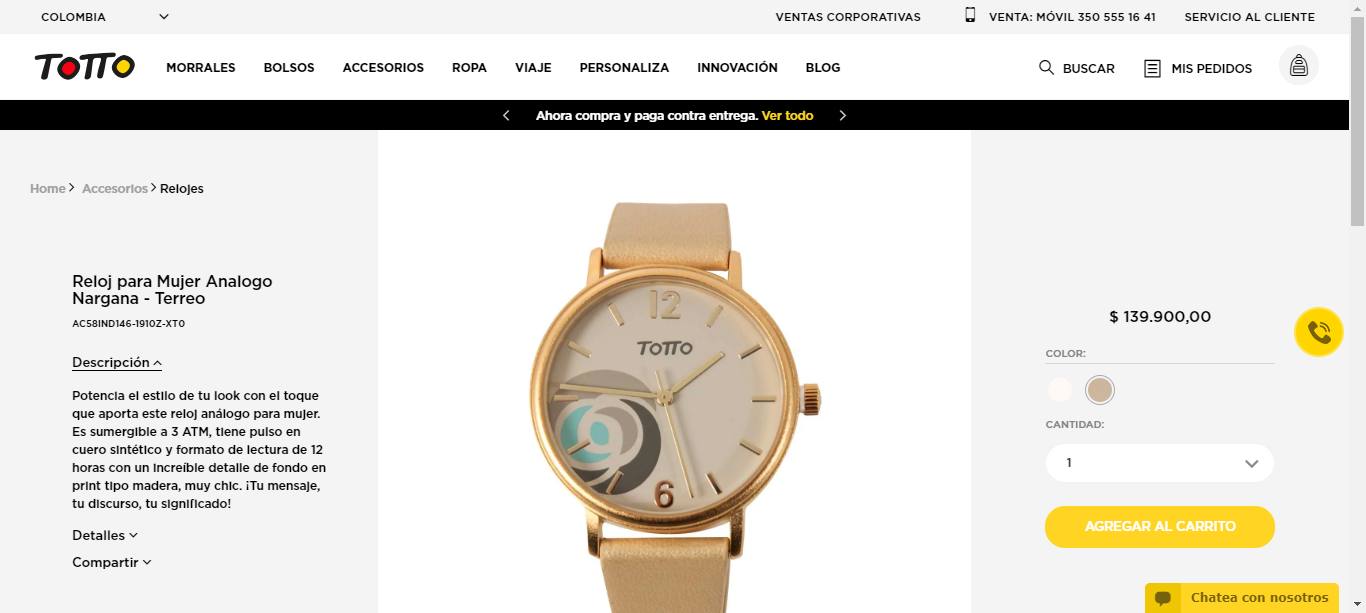 COLOMBIA
VENTAS CORPORATIVAS
VENTA: MÓVIL 350 555 16 41
SERVICIO AL CLIENTE
TOTTO
MORRALES
BOLSOS
ACCESORIOS
ROPA
VIAJE
PERSONALIZA
INNOVACIÓN
BLOG
BUSCAR
MIS PEDIDOS
Ahora compra y paga contra entrega. Ver todo
Home
Accesorios
Relojes
Reloj para Mujer Analogo
Nargana - Terreo
AC58IND146-1910Z-XT0
Descripción
Potencia el estilo de tu look con el toque
que aporta este reloj análogo para mujer.
Es sumergible a 3 ATM, tiene pulso en
cuero sintético y formato de lectura de 12
horas con un increíble detalle de fondo en
print tipo madera, muy chic. ¡Tu mensaje,
tu discurso, tu significado!
Detalles
Compartir
12
TOTTO
6
$ 139.900,00
COLOR:
CANTIDAD:
1
AGREGAR AL CARRITO
Chatea con nosotros